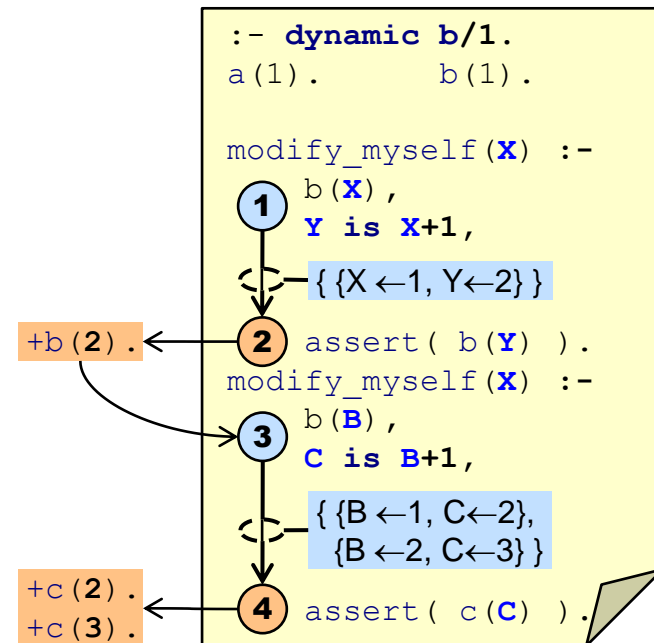 :- dynamic b/1.
a(1). b(1).
modify_myself(X) :-
b(X),
1
Y is X+1,
{ {X ←1, Y←2} }
+b(2).
2
assert( b(Y) ).
modify_myself(X) :-
b(B),
3
C is B+1,
{ {B ←1, C←2},
{B ←2, C←3} }
+c(2).
+c(3).
4
assert( c(C) ).